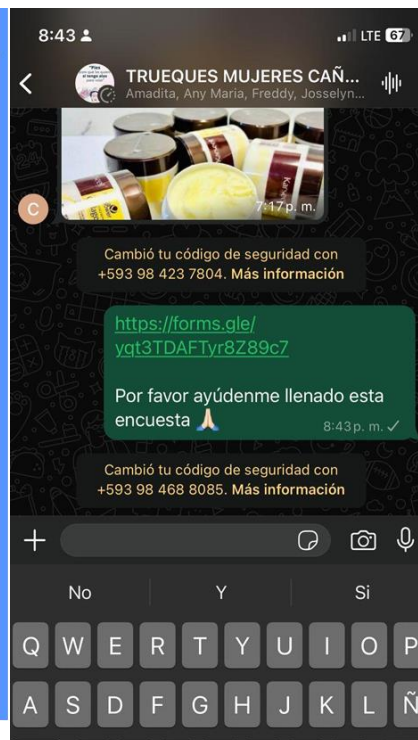 8:43
LTE 67
TRUEQUES MUJERES CAÑ...
Amadita, Any Maria, Freddy, Josselyn...
C
7:17 p. m.
Cambió tu código de seguridad con
+593 98 423 7804. Más información
https://forms.gle/
yqt3TDAFTyr8Z89c7
Por favor ayúdenme llenado esta
encuesta 🙏🏻
8:43 p. m.
Cambió tu código de seguridad con
+593 98 468 8085. Más información
No Y Si
Q W E R T Y U I O P
A S D F G H J K L Ñ